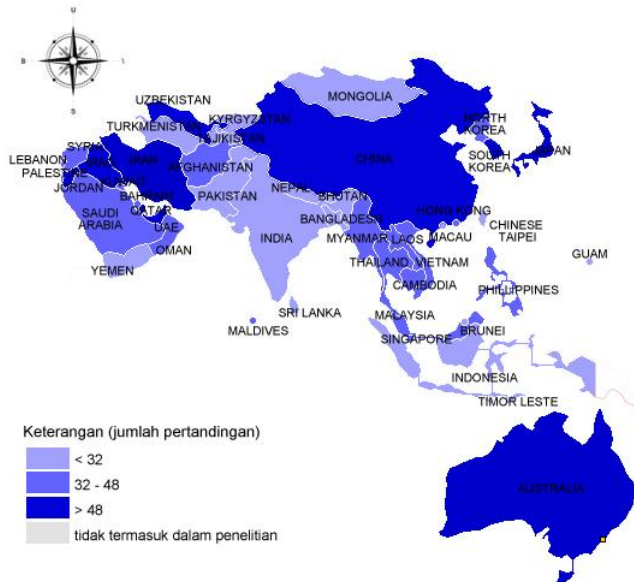 U
B
S
MONGOLIA
UZBEKISTAN
KYRGYZSTAN
TURKMENISTAN
TAJIKISTAN
NORTH
KOREA
SYRIA
LEBANON
IRAQ
IRAN
AFGHANISTAN
CHINA
SOUTH
KOREA
JAPAN
PALESTINE
JORDAN
KUWAIT
BAHRAIN
PAKISTAN
NEPAL
BHUTAN
QATAR
SAUDI
ARABIA
UAE
BANGLADESH
HONG KONG
OMAN
INDIA
MYANMAR
LAOS
MACAU
CHINESE
TAIPEI
YEMEN
THAILAND
VIETNAM
GUAM
CAMBODIA
PHILLIPPINES
SRI LANKA
MALDIVES
MALAYSIA
SINGAPORE
BRUNEI
INDONESIA
TIMOR LESTE
Keterangan (jumlah pertandingan)
< 32
32 - 48
> 48
tidak termasuk dalam penelitian
AUSTRALIA